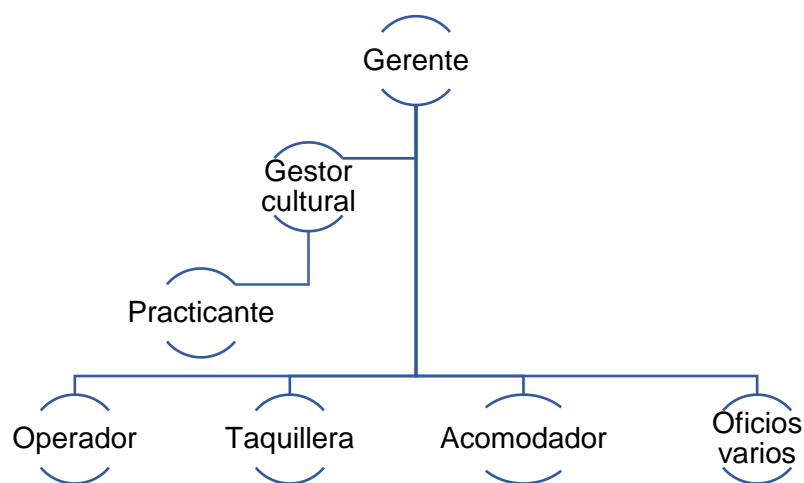 Gerente
Gestor
cultural
Practicante
Operador
Taquillera
Acomodador
Oficios
varios